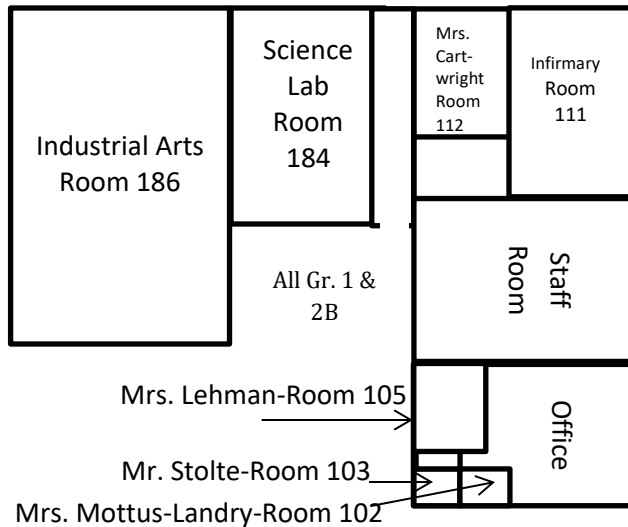 Industrial Arts
Room 186
Science
Lab
Room
184
Mrs.
Cart-
wright
Room
112
Infirmary
Room
111
All Gr. 1 &
2B
Staff
Room
Mrs. Lehman-Room 105
Office
Mr. Stolte-Room 103
Mrs. Mottus-Landry-Room 102